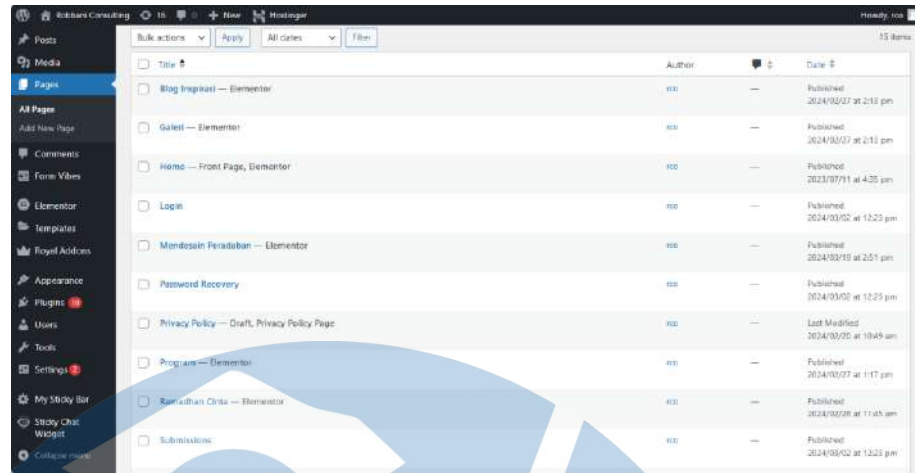 Robbani Consulting 16 0 New Hostinger Howdy, rco
Posts
Media
Pages
All Pages
Add New Page
Comments
Form Vibes
Elementor
Templates
Royal Addons
Appearance
Plugins
Users
Tools
Settings 2
My Sticky Bar
Sticky Chat
Widget
Collapse menu
Bulk actions Apply All dates Filter 15 items
Title Author Date
Blog Inspirasi — Elementor rco — Published
2024/02/27 at 2:13 pm
Galeri — Elementor rco — Published
2024/02/27 at 2:13 pm
Home — Front Page, Elementor rco — Published
2023/07/11 at 4:35 pm
Login rco — Published
2024/03/02 at 12:23 pm
Mendesain Peradaban — Elementor rco — Published
2024/03/19 at 2:51 pm
Password Recovery rco — Published
2024/03/02 at 12:23 pm
Privacy Policy — Draft, Privacy Policy Page rco — Last Modified
2024/02/20 at 10:49 am
Program — Elementor rco — Published
2024/02/27 at 1:17 pm
Ramadhan Cinta — Elementor rco — Published
2024/02/28 at 11:45 am
Submissions rco — Published
2024/03/02 at 12:23 pm